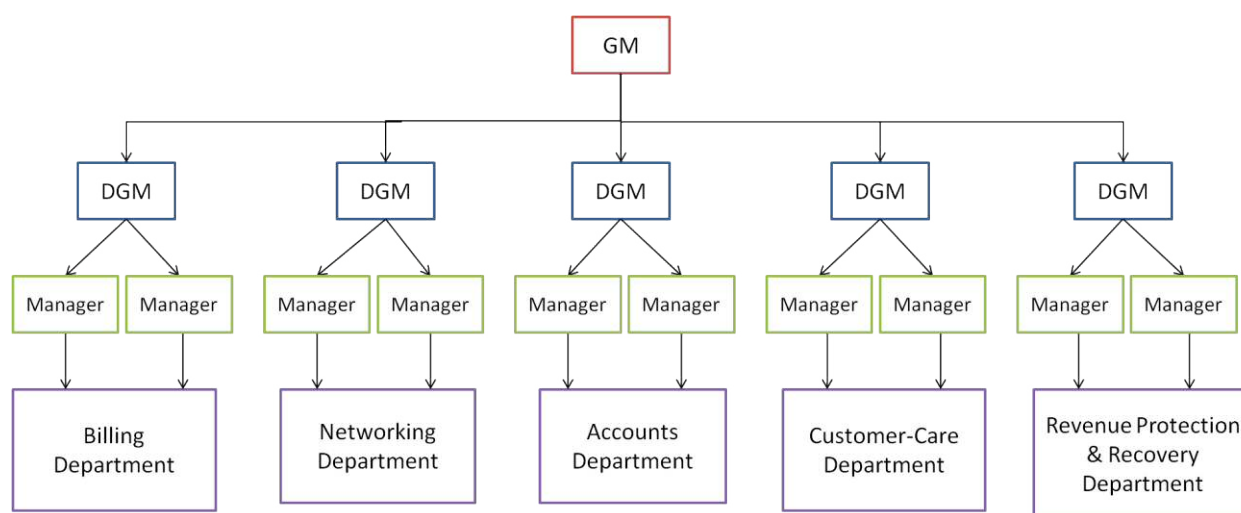 GM
DGM
DGM
DGM
DGM
DGM
Manager
Manager
Manager
Manager
Manager
Manager
Manager
Manager
Manager
Manager
Billing
Department
Networking
Department
Accounts
Department
Customer-Care
Department
Revenue Protection
& Recovery
Department